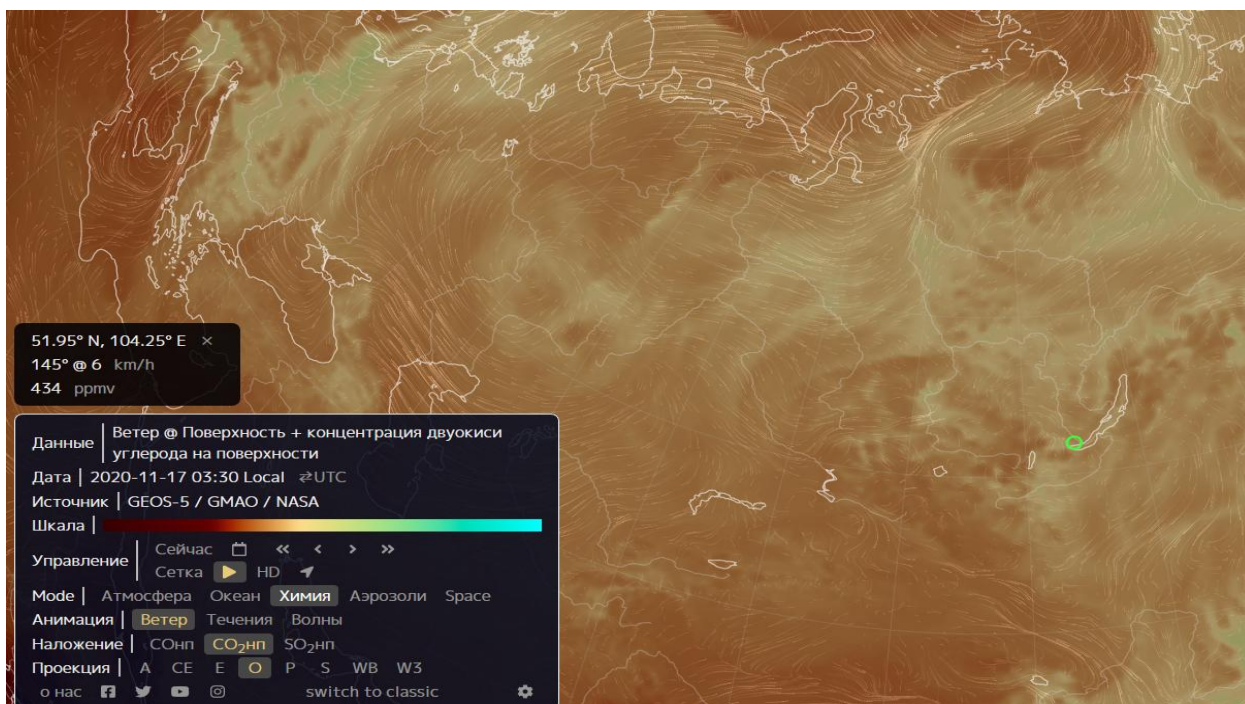 51.95° N, 104.25° E ×
145° @ 6 km/h
434 ppmv
Данные | Ветер @ Поверхность + концентрация двуокиси
углерода на поверхности
Дата | 2020-11-17 03:30 Local ⇄UTC
Источник | GEOS-5 / GMAO / NASA
Шкала |
Управление | Сейчас « ‹ › »
Сетка HD
Mode | Атмосфера Океан Химия Аэрозоли Space
Анимация | Ветер Течения Волны
Наложение | COнп CO₂нп SO₂нп
Проекция | A CE E O P S WB W3
о нас switch to classic